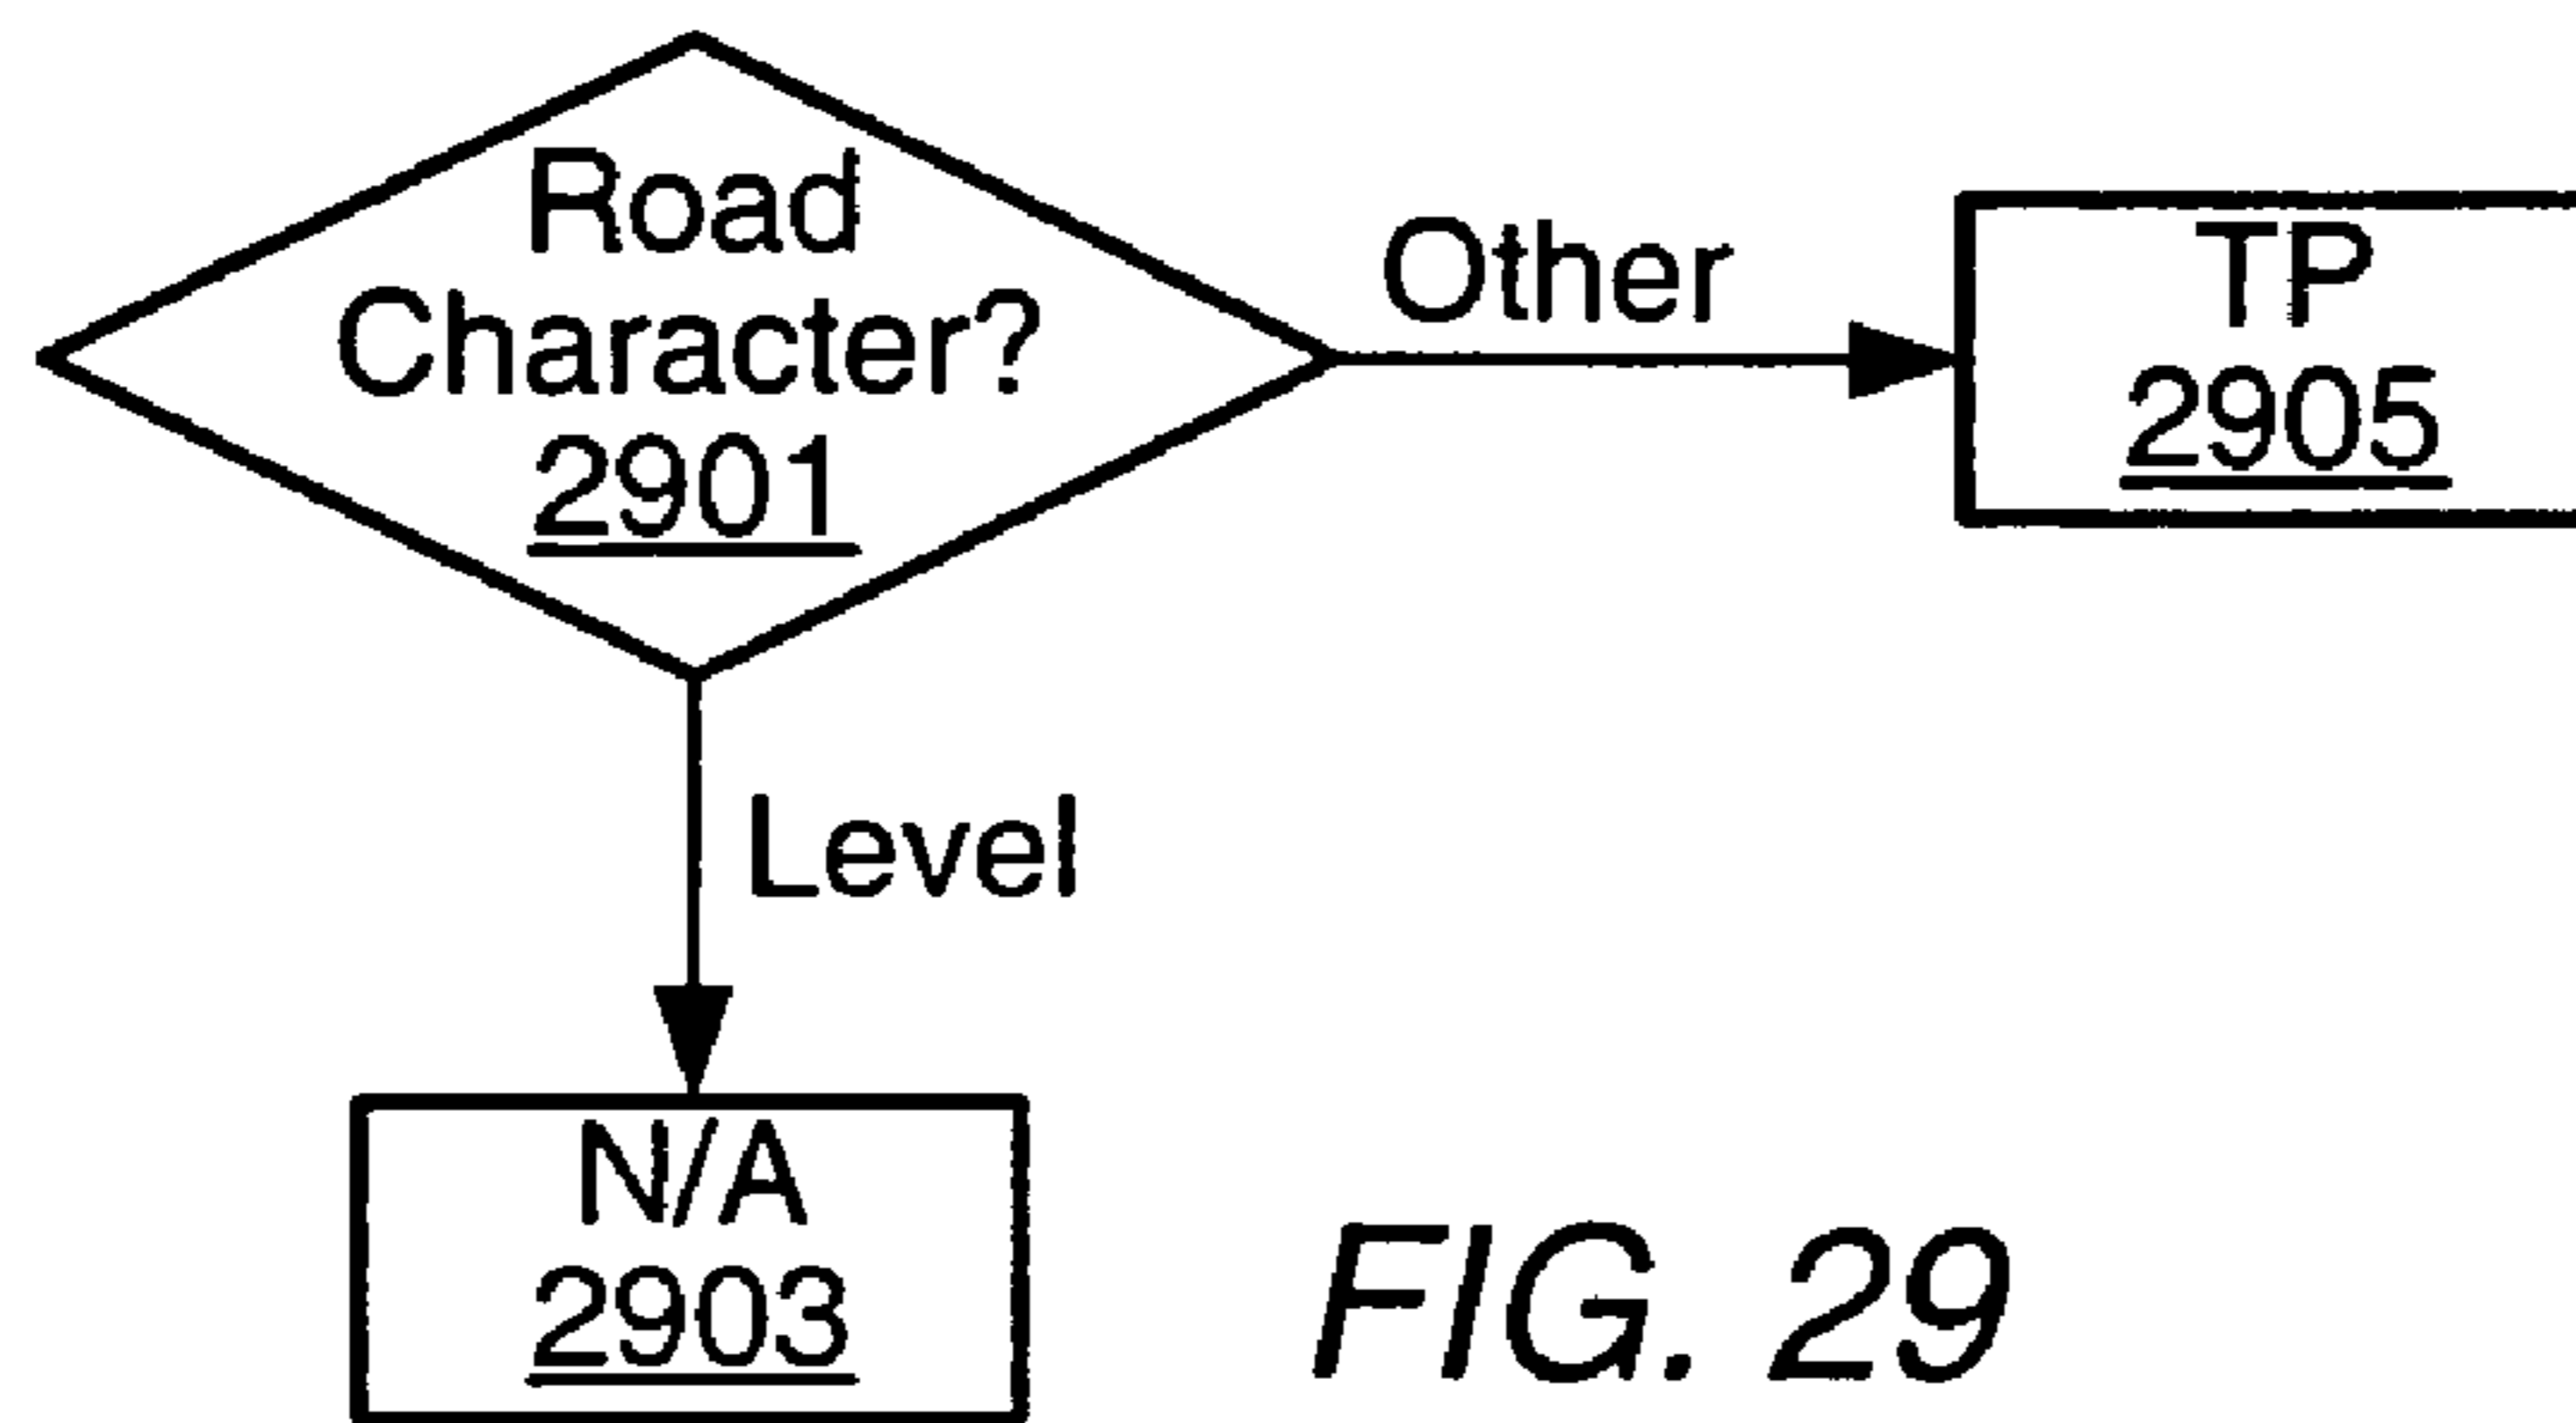 Road
Character?
2901
Other
TP
2905
Level
N/A
2903
FIG. 29